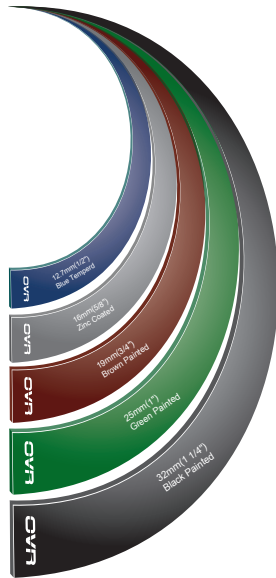 12.7mm(1/2")
Blue Temperd
OVR
16mm(5/8")
Zinc Coated
OVR
19mm(3/4")
Brown Painted
OVR
25mm(1")
Green Painted
OVR
32mm(1 1/4")
Black Painted
OVR